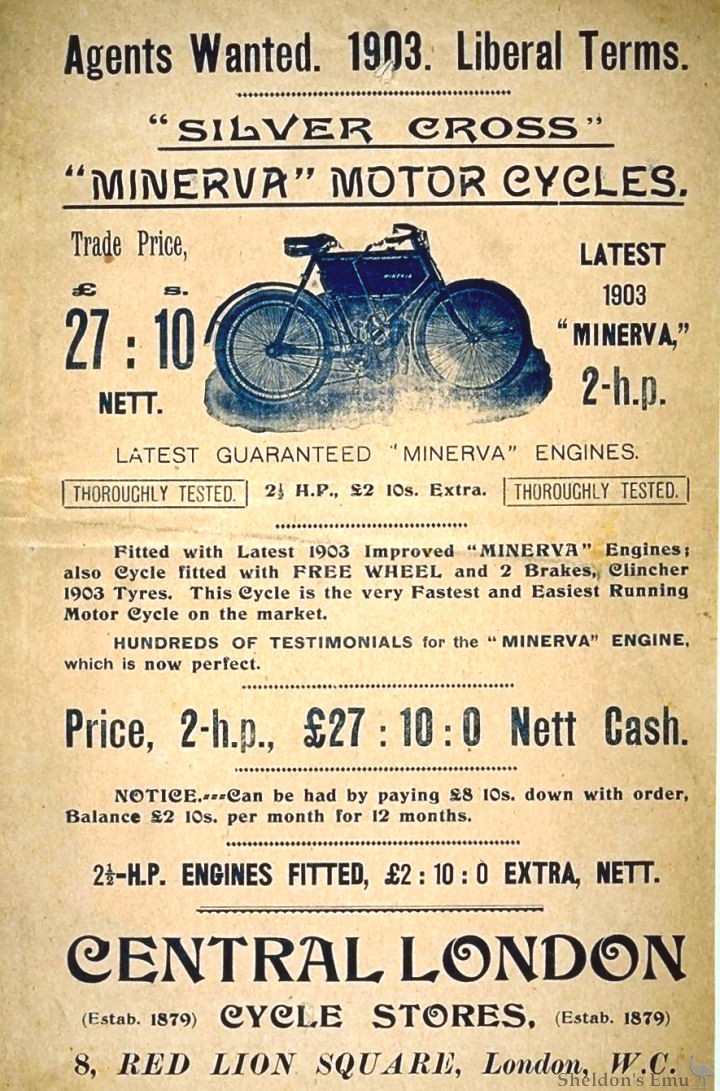 Agents Wanted. 1903. Liberal Terms.
"SILVER CROSS"
"MINERVA" MOTOR CYCLES.
Trade Price,
£ s.
27 : 10
NETT.
MINERVA
LATEST
1903
"MINERVA,"
2-h.p.
LATEST GUARANTEED "MINERVA" ENGINES.
THOROUGHLY TESTED. 2½ H.P., £2 10s. Extra. THOROUGHLY TESTED.
Fitted with Latest 1903 Improved "MINERVA" Engines;
also Cycle fitted with FREE WHEEL and 2 Brakes, Clincher
1903 Tyres. This Cycle is the very Fastest and Easiest Running
Motor Cycle on the market.
HUNDREDS OF TESTIMONIALS for the "MINERVA" ENGINE,
which is now perfect.
Price, 2-h.p., £27 : 10 : 0 Nett Cash.
NOTICE.---Can be had by paying £8 10s. down with order,
Balance £2 10s. per month for 12 months.
2½-H.P. ENGINES FITTED, £2 : 10 : 0 EXTRA, NETT.
CENTRAL LONDON
(Estab. 1879) CYCLE STORES, (Estab. 1879)
8, RED LION SQUARE, London, W.C.
Sheldon's Emu